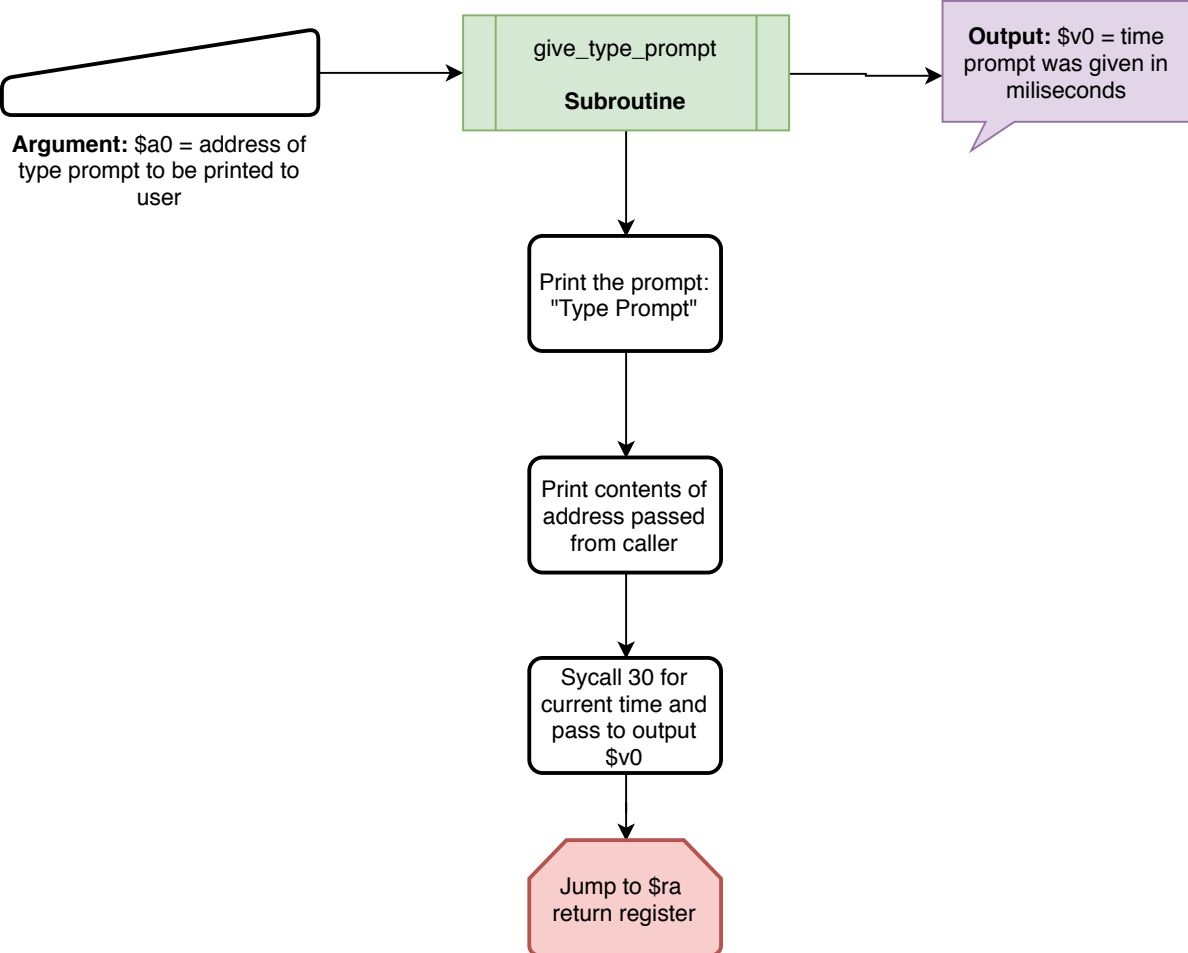 give_type_prompt
Subroutine
Output: $v0 = time
prompt was given in
miliseconds
Argument: $a0 = address of
type prompt to be printed to
user
Print the prompt:
"Type Prompt"
Print contents of
address passed
from caller
Sycall 30 for
current time and
pass to output
$v0
Jump to $ra
return register